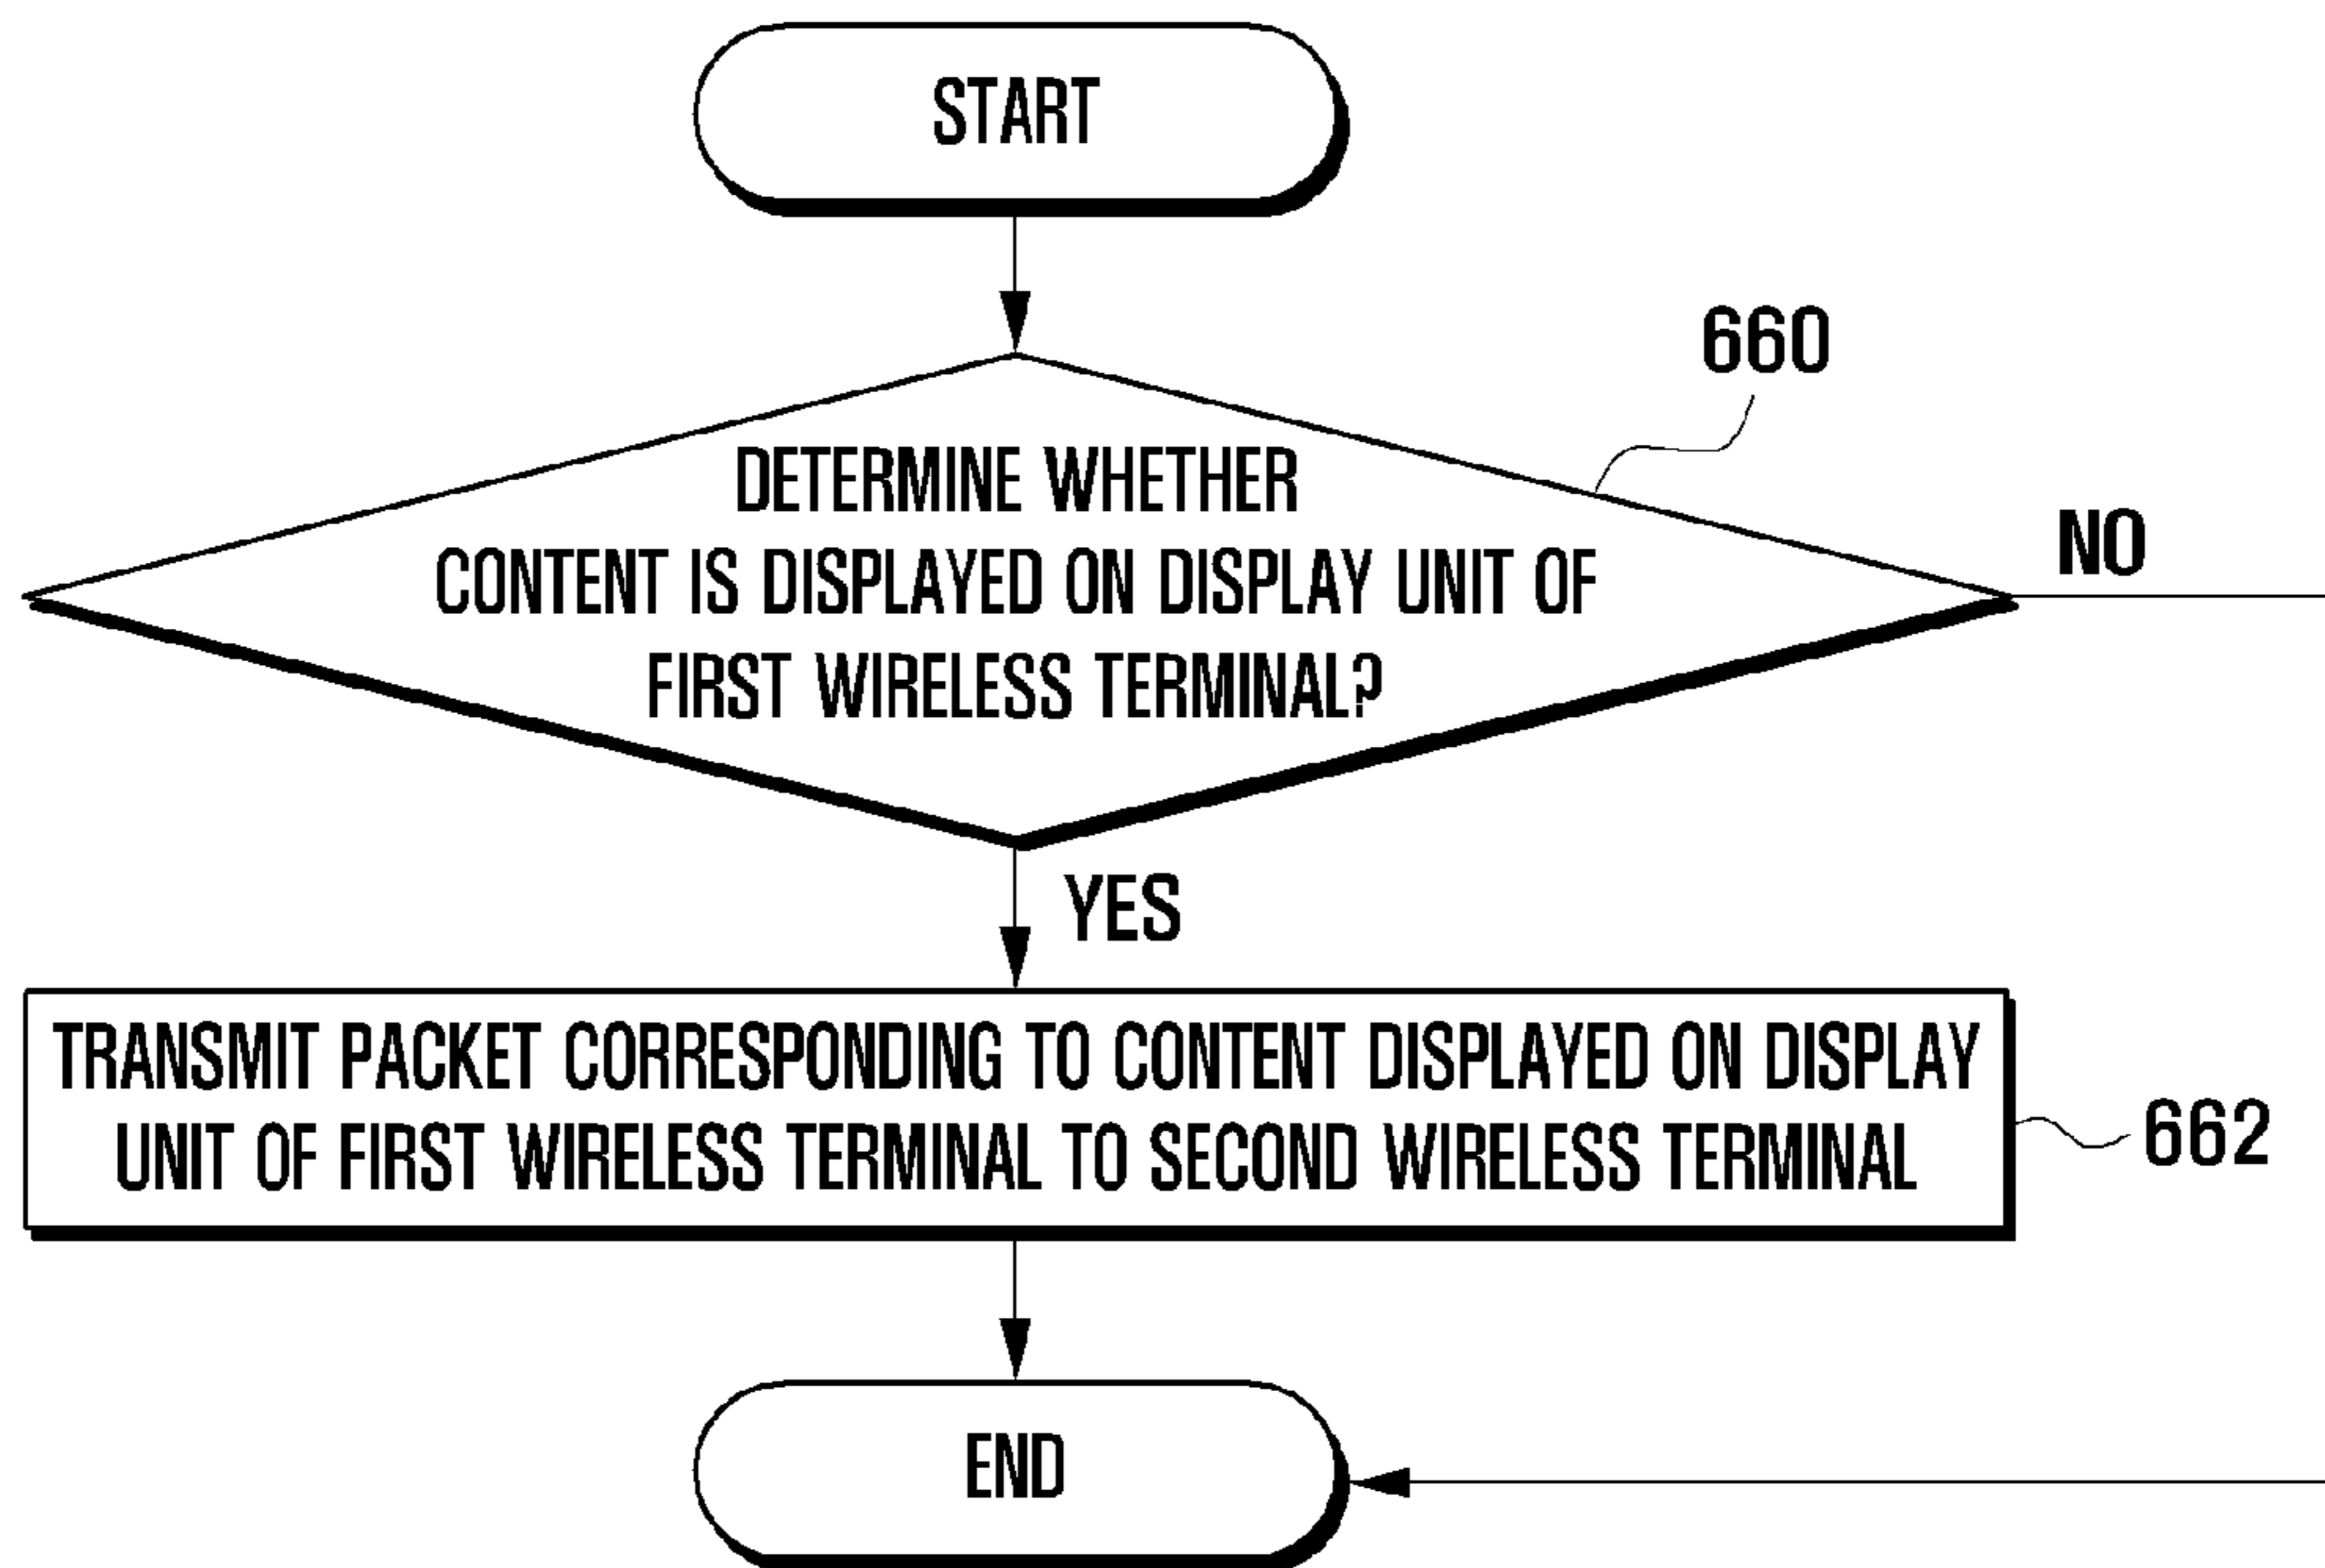 START
660
DETERMINE WHETHER
CONTENT IS DISPLAYED ON DISPLAY UNIT OF
FIRST WIRELESS TERMINAL?
NO
YES
TRANSMIT PACKET CORRESPONDING TO CONTENT DISPLAYED ON DISPLAY
UNIT OF FIRST WIRELESS TERMINAL TO SECOND WIRELESS TERMINAL
662
END